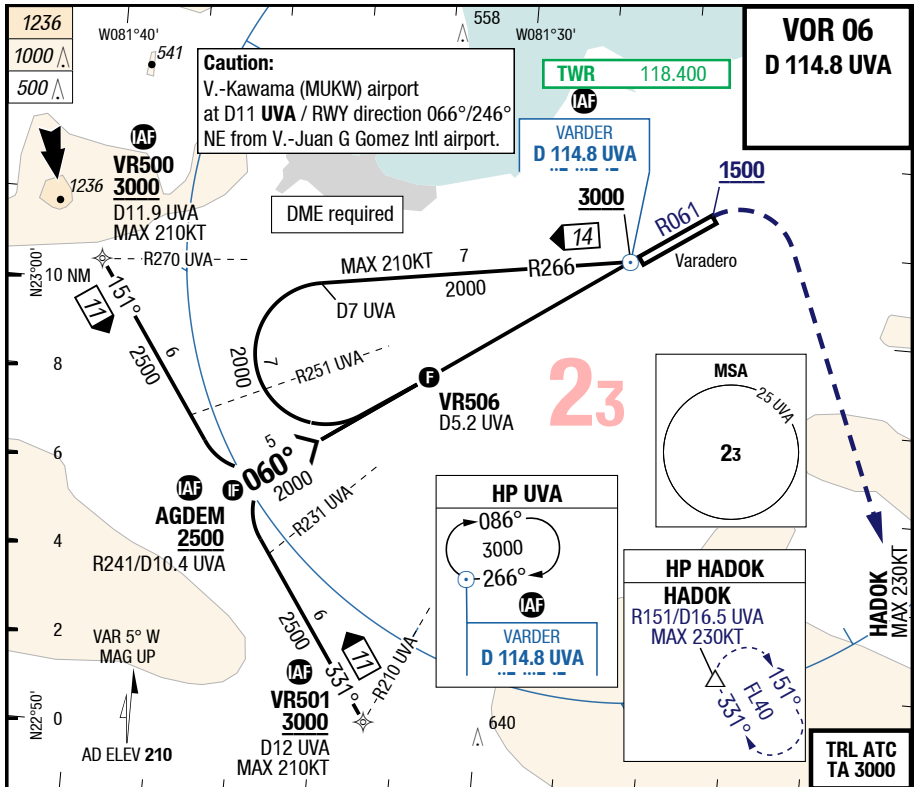 1236
1000
500
W081°40'
541
558
W081°30'
VOR 06
D 114.8 UVA
Caution:
V.-Kawama (MUKW) airport
at D11 UVA / RWY direction 066°/246°
NE from V.-Juan G Gomez Intl airport.
TWR 118.400
IAF
VARDER
D 114.8 UVA
IAF
VR500
3000
D11.9 UVA
MAX 210KT
1236
DME required
3000
1500
R061
Varadero
14
MAX 210KT
7
2000
R266
D7 UVA
N23°00'
10 NM
R270 UVA
151°
11
6
2500
7
2000
R251 UVA
F
VR506
D5.2 UVA
23
MSA
25 UVA
23
8
6
4
2
0
IAF
IF
060°
5
2000
AGDEM
2500
R241/D10.4 UVA
R231 UVA
HP UVA
086°
3000
266°
IAF
VARDER
D 114.8 UVA
HP HADOK
HADOK
R151/D16.5 UVA
MAX 230KT
151°
FL40
331°
HADOK
MAX 230KT
6
2500
11
331°
R210 UVA
IAF
VR501
3000
D12 UVA
MAX 210KT
VAR 5° W
MAG UP
N22°50'
AD ELEV 210
640
TRL ATC
TA 3000